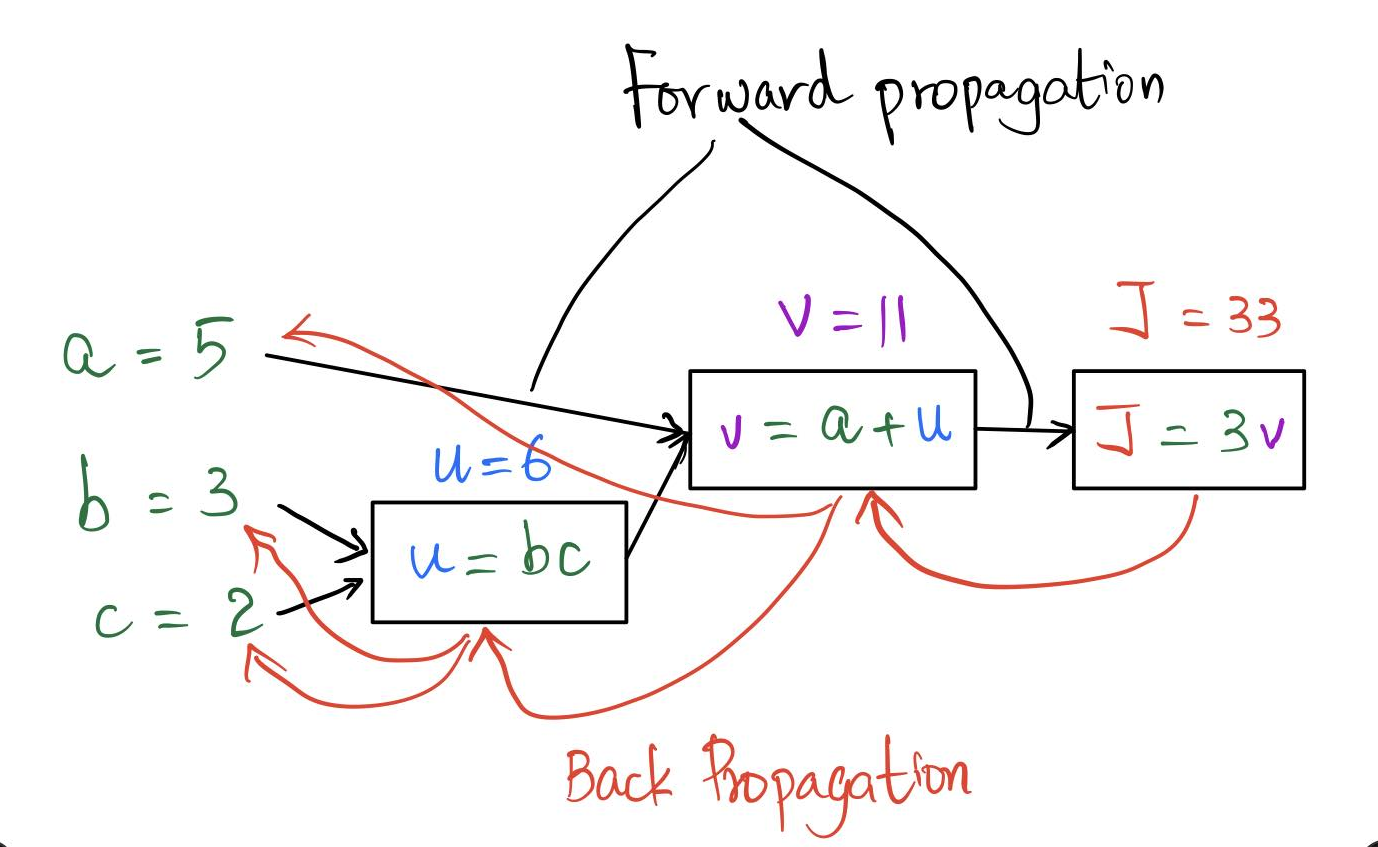 Forward propagation
V = 11
J = 33
a = 5
v = a + u
J = 3v
u = 6
b = 3
u = bc
c = 2
Back Propagation